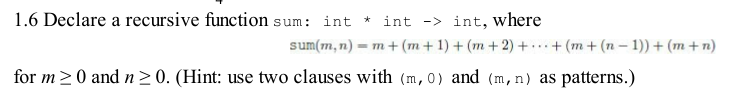 1.6 Declare a recursive function sum: int * int -> int, where
sum(m,n) = m + (m + 1) + (m + 2) + ··· + (m + (n − 1)) + (m + n)
for m ≥ 0 and n ≥ 0. (Hint: use two clauses with (m,0) and (m,n) as patterns.)